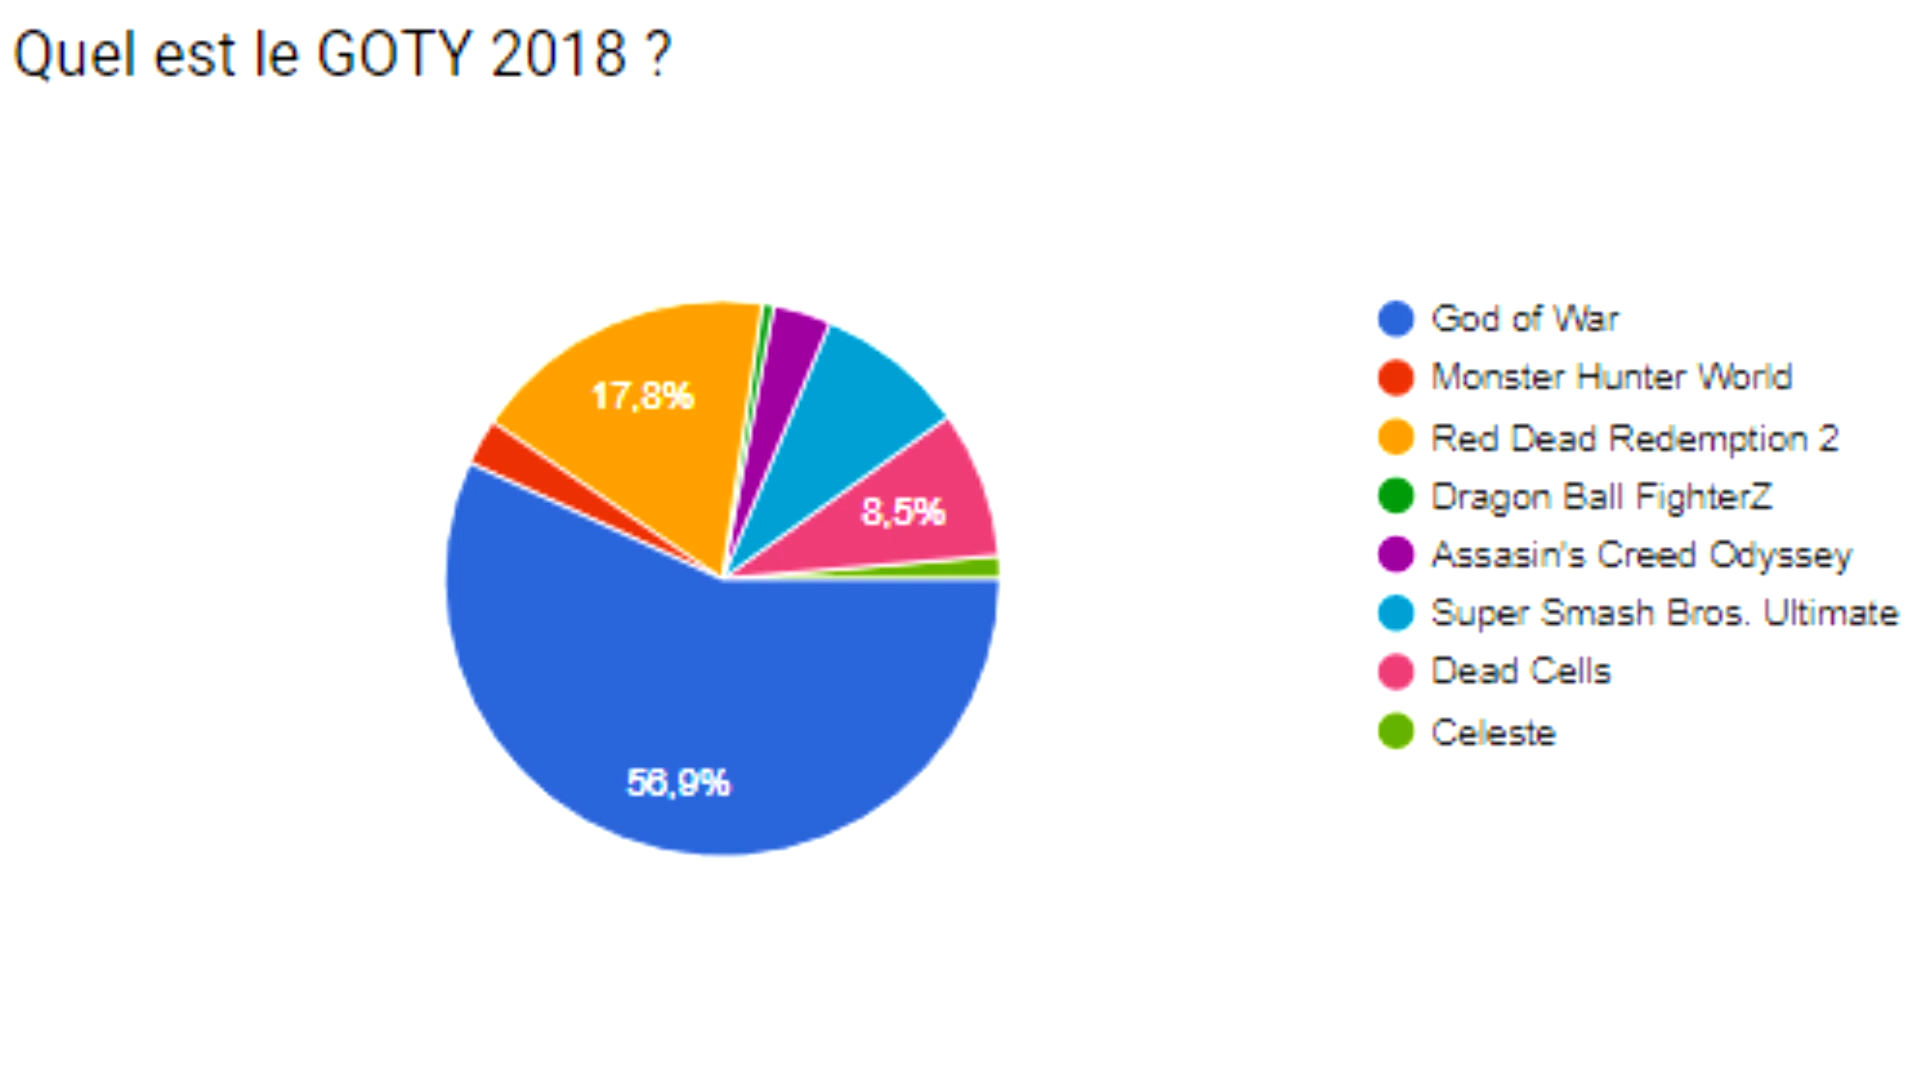 Quel est le GOTY 2018 ?
17,8%
8,5%
56,9%
God of War
Monster Hunter World
Red Dead Redemption 2
Dragon Ball FighterZ
Assasin's Creed Odyssey
Super Smash Bros. Ultimate
Dead Cells
Celeste